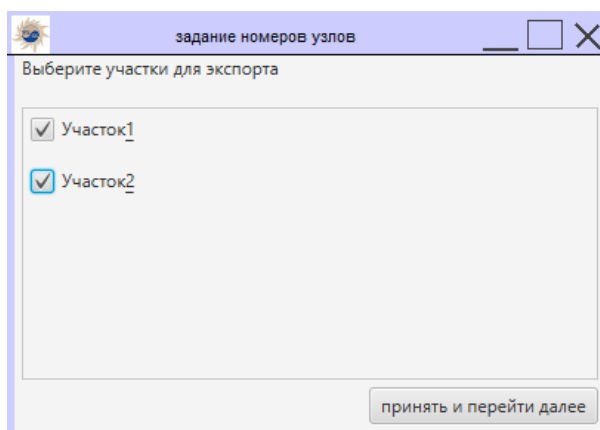 задание номеров узлов
Выберите участки для экспорта
Участок1
Участок2
принять и перейти далее